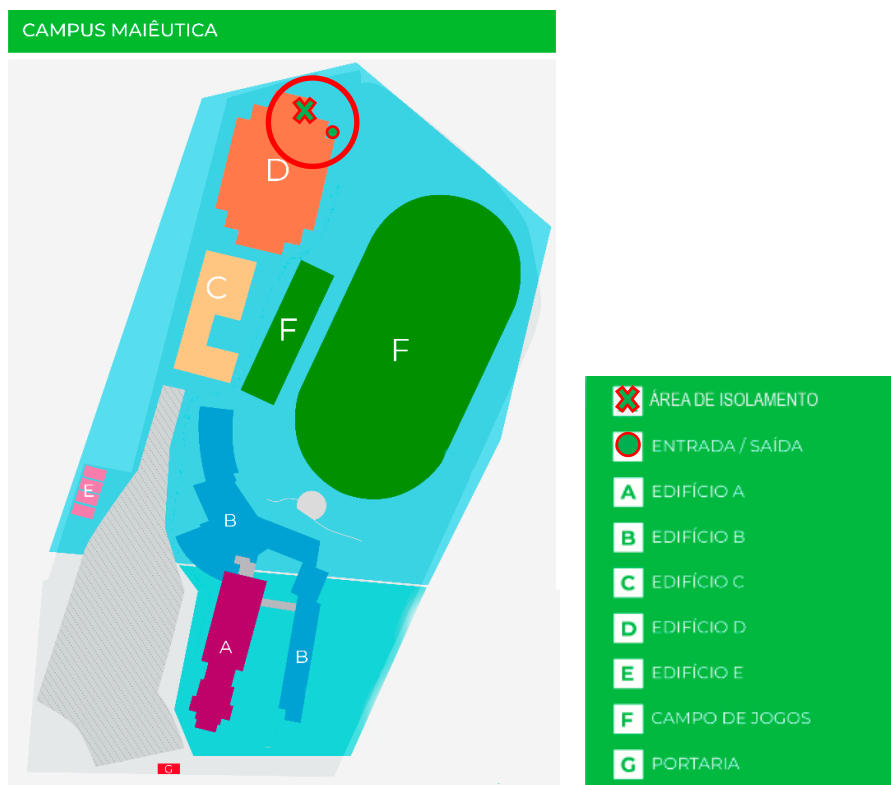 CAMPUS MAIÊUTICA
D
C
F
F
E
B
A
B
G
ÁREA DE ISOLAMENTO
ENTRADA / SAÍDA
A EDIFÍCIO A
B EDIFÍCIO B
C EDIFÍCIO C
D EDIFÍCIO D
E EDIFÍCIO E
F CAMPO DE JOGOS
G PORTARIA